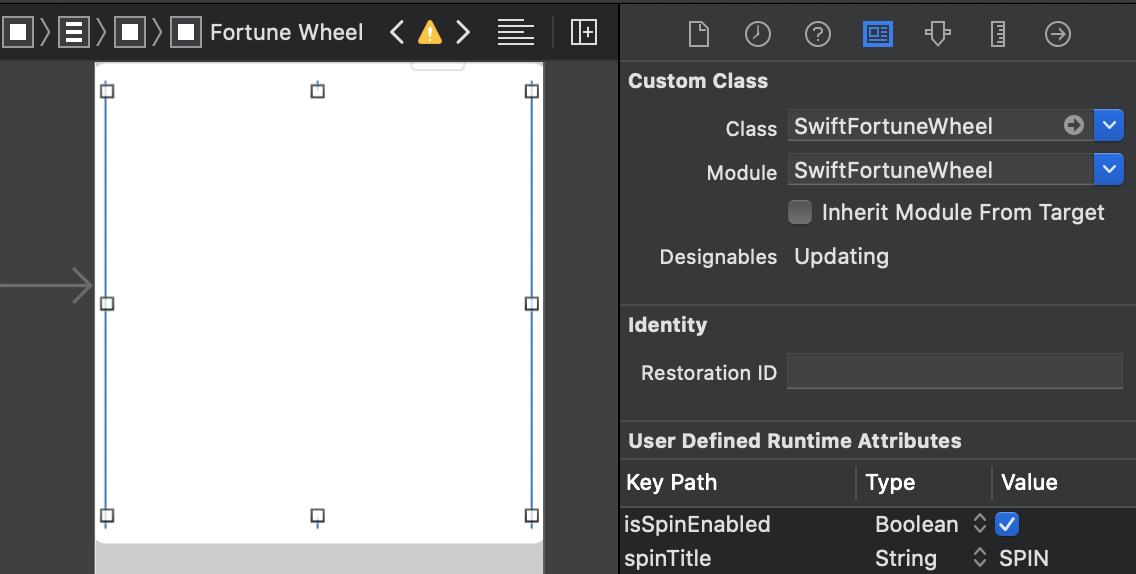 Fortune Wheel
Custom Class
Class SwiftFortuneWheel
Module SwiftFortuneWheel
Inherit Module From Target
Designables Updating
Identity
Restoration ID
User Defined Runtime Attributes
Key Path Type Value
isSpinEnabled Boolean
spinTitle String SPIN